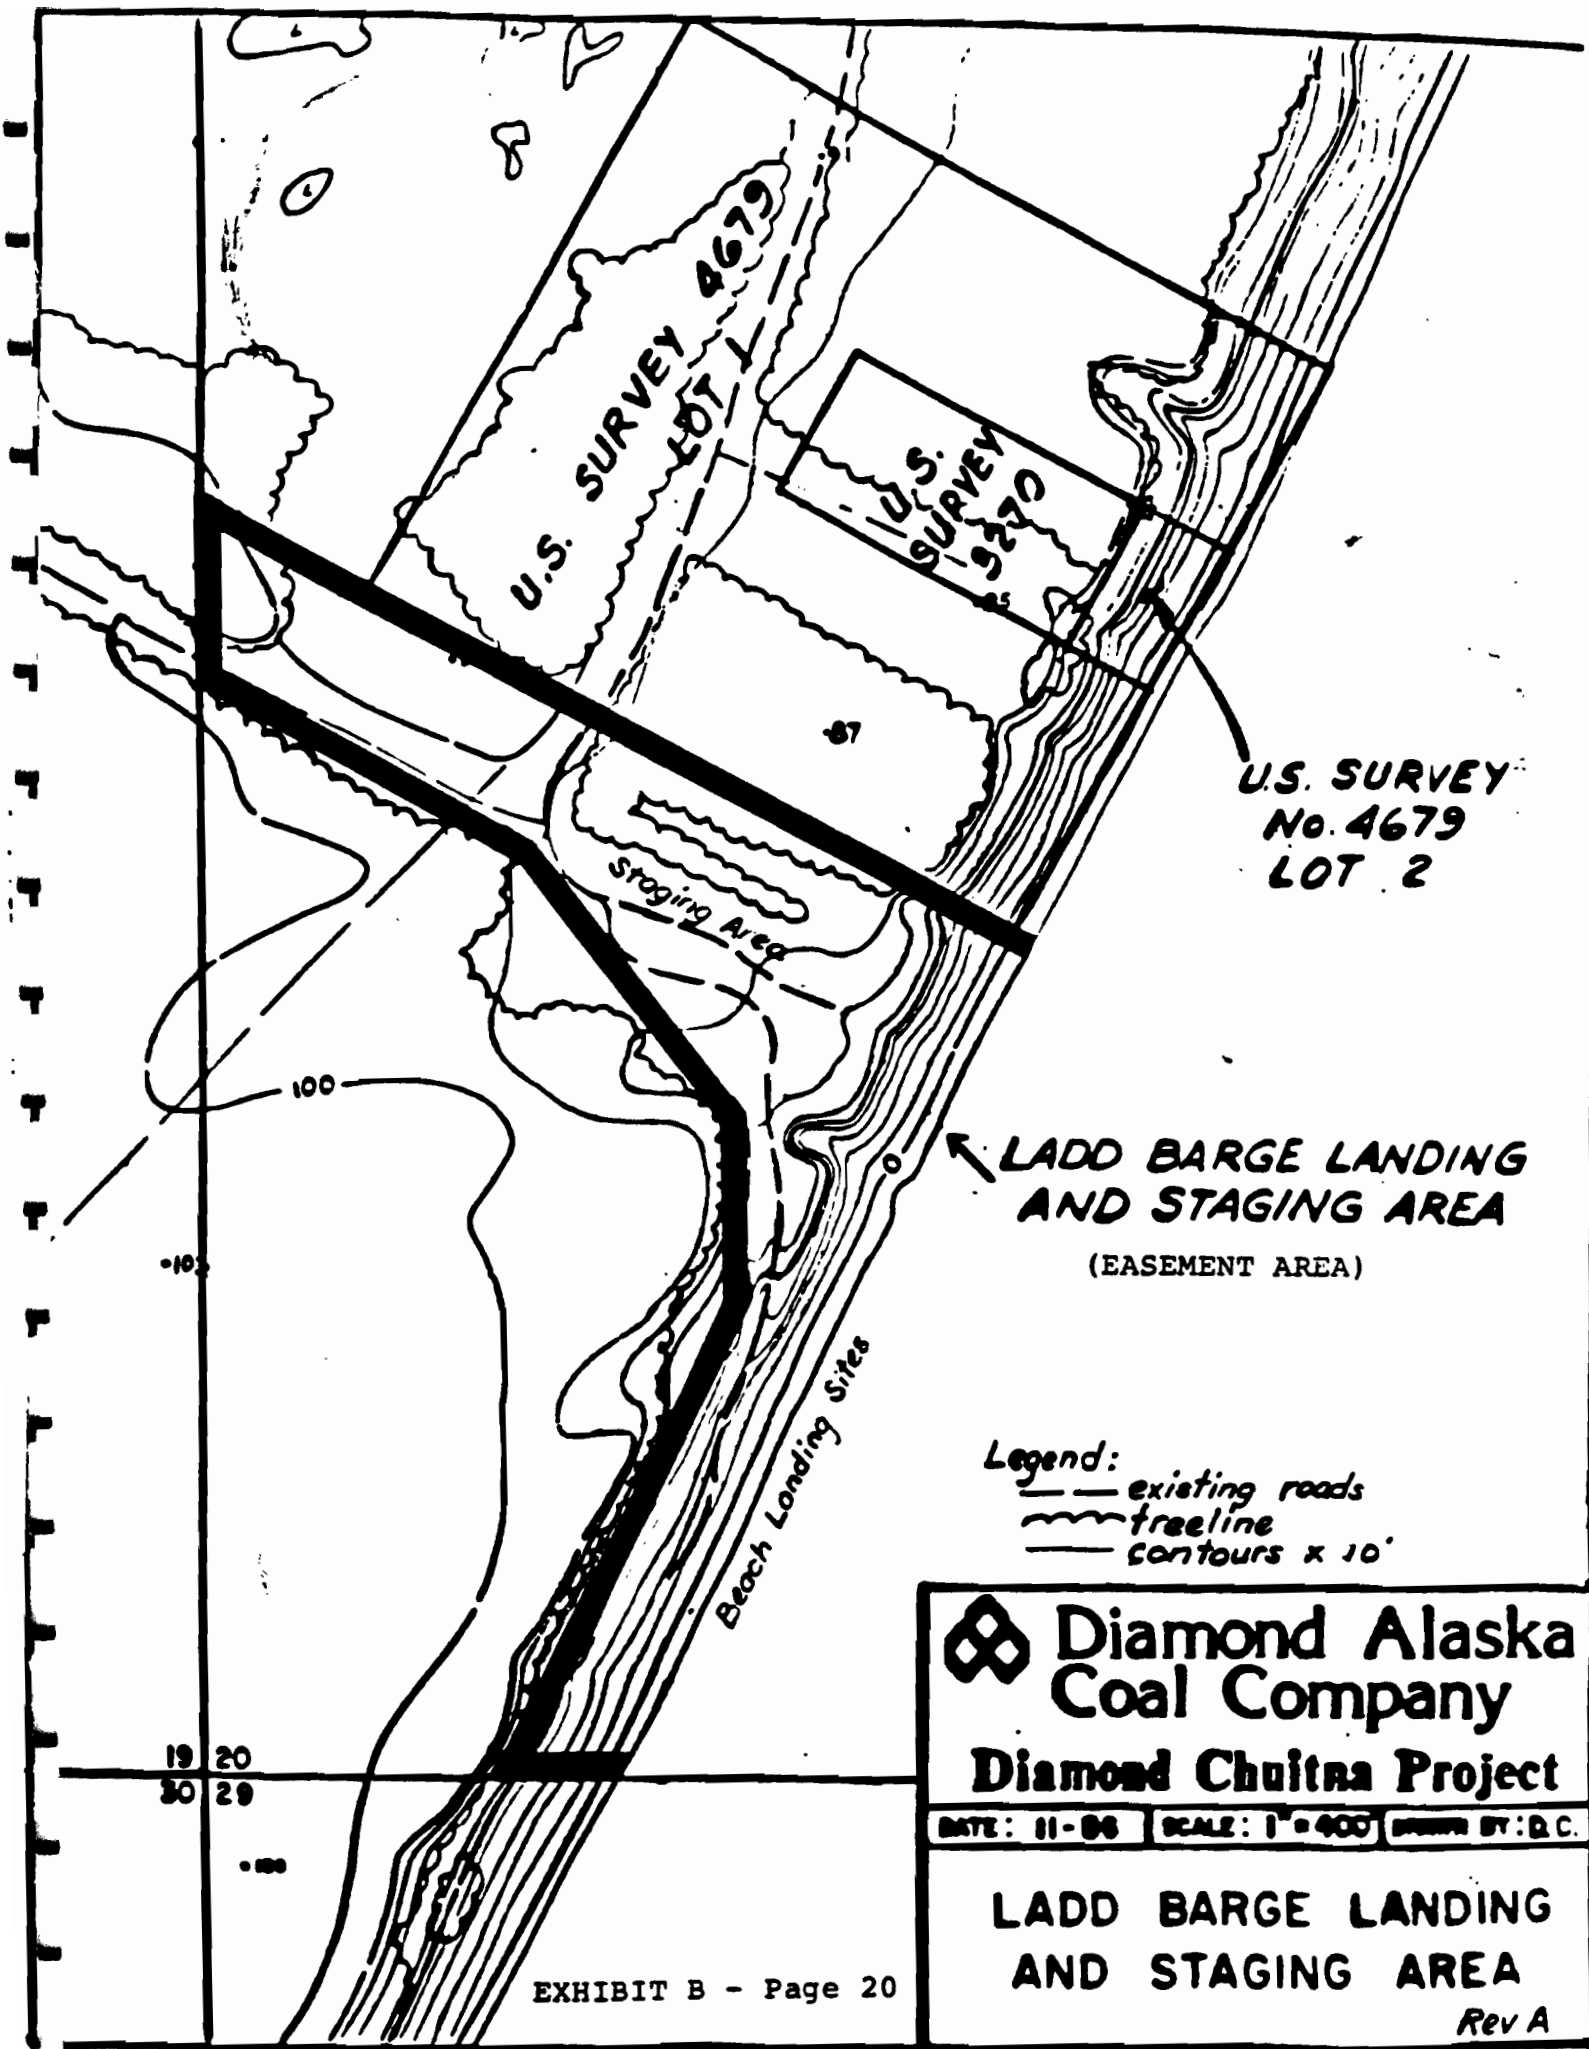 U.S. SURVEY 4679
LOT 1
U.S.
SURVEY
9270
.87
Staging Area
U.S. SURVEY
No. 4679
LOT 2
100
LADD BARGE LANDING
AND STAGING AREA
(EASEMENT AREA)
0
Beach Landing Sites
Legend:
existing roads
treeline
contours x 10'
19 20
30 29
Diamond Alaska
Coal Company
Diamond Chuitna Project
DATE: 11-86 SCALE: 1"=400' BY: D.C.
LADD BARGE LANDING
AND STAGING AREA
Rev A
EXHIBIT B - Page 20